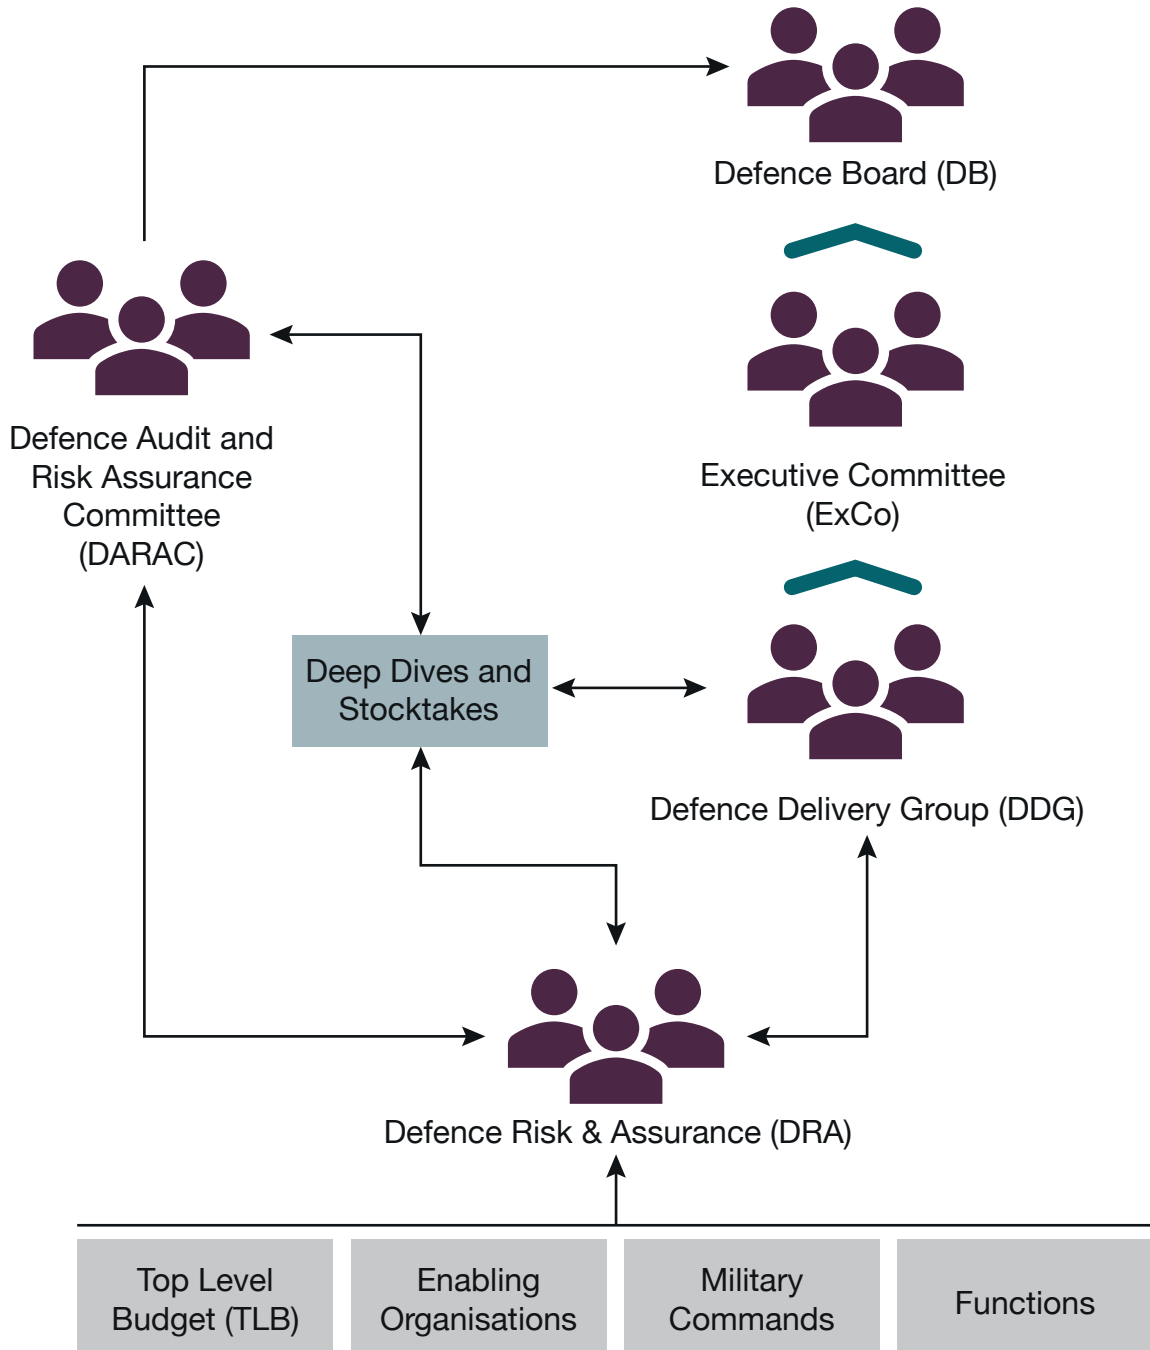 Defence Board (DB)
Defence Audit and
Risk Assurance
Committee
(DARAC)
Executive Committee
(ExCo)
Deep Dives and
Stocktakes
Defence Delivery Group (DDG)
Defence Risk & Assurance (DRA)
Top Level
Budget (TLB)
Enabling
Organisations
Military
Commands
Functions